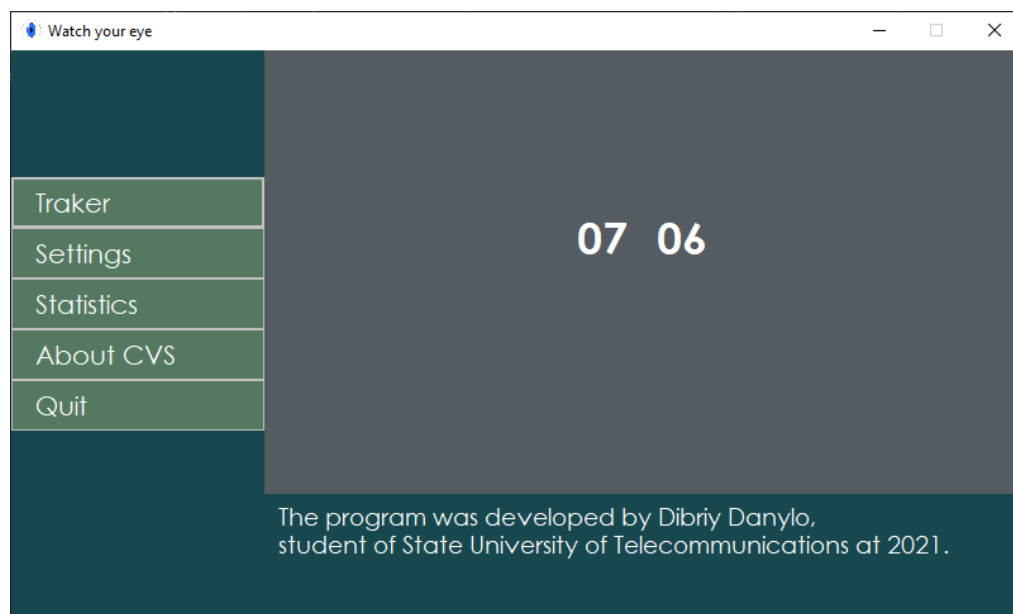 Watch your eye
Traker
Settings
Statistics
About CVS
Quit
07 06
The program was developed by Dibriy Danylo,
student of State University of Telecommunications at 2021.